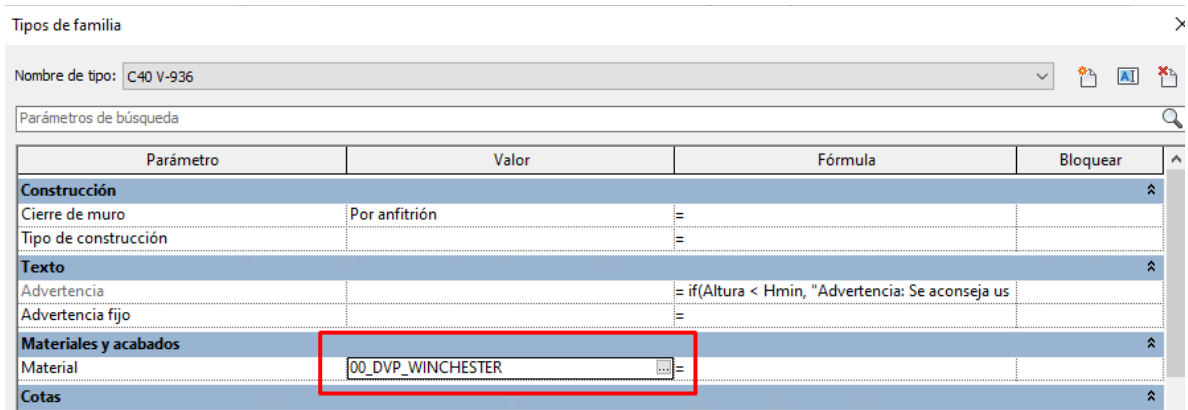 Tipos de familia
Nombre de tipo: C40 V-936
Parámetros de búsqueda
Parámetro Valor Fórmula Bloquear
Construcción
Cierre de muro Por anfitrión =
Tipo de construcción =
Texto
Advertencia = if(Altura < Hmin, "Advertencia: Se aconseja us
Advertencia fijo =
Materiales y acabados
Material 00_DVP_WINCHESTER ... =
Cotas